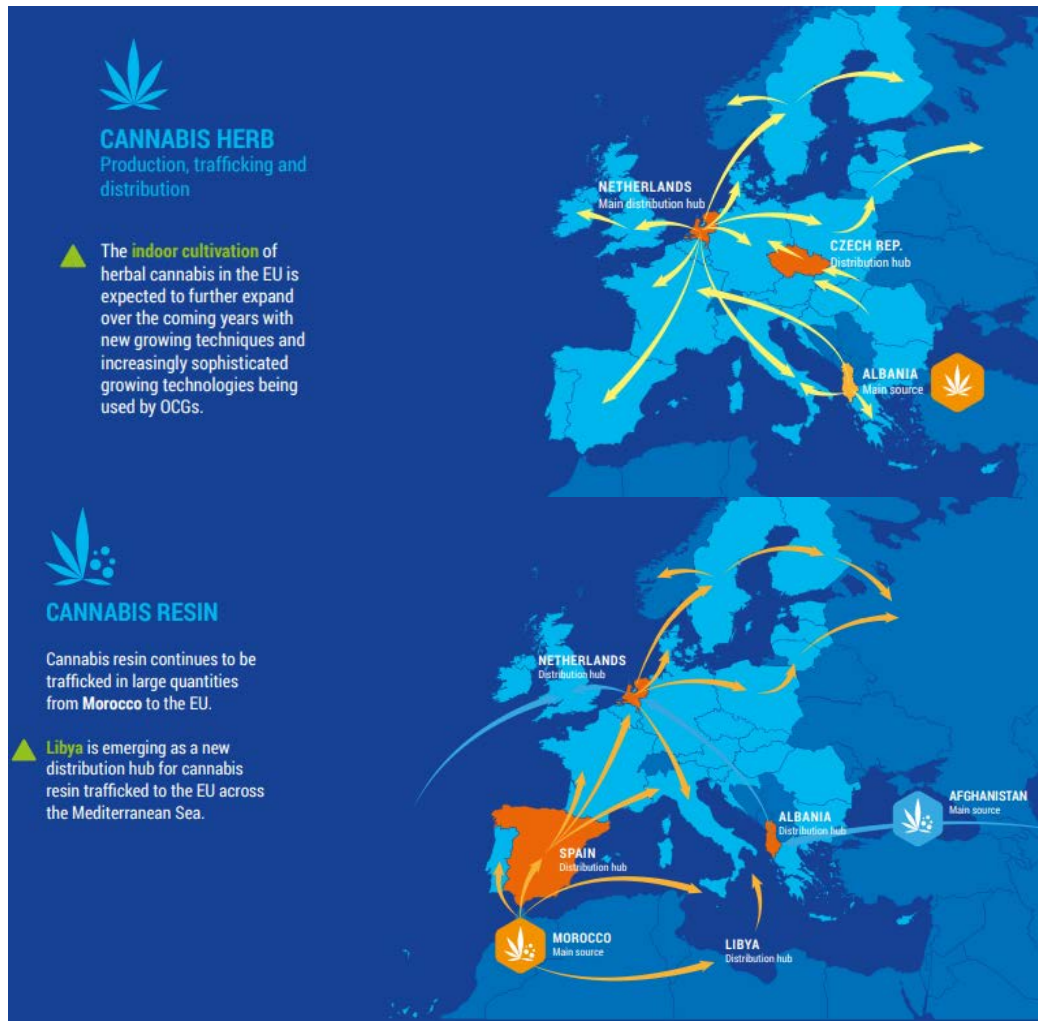 CANNABIS HERB
Production, trafficking and
distribution
The indoor cultivation of
herbal cannabis in the EU is
expected to further expand
over the coming years with
new growing techniques and
increasingly sophisticated
growing technologies being
used by OCGs.
NETHERLANDS
Main distribution hub
CZECH REP.
Distribution hub
ALBANIA
Main source
CANNABIS RESIN
Cannabis resin continues to be
trafficked in large quantities
from Morocco to the EU.
Libya is emerging as a new
distribution hub for cannabis
resin trafficked to the EU across
the Mediterranean Sea.
NETHERLANDS
Distribution hub
AFGHANISTAN
Main source
ALBANIA
Distribution hub
SPAIN
Distribution hub
MOROCCO
Main source
LIBYA
Distribution hub